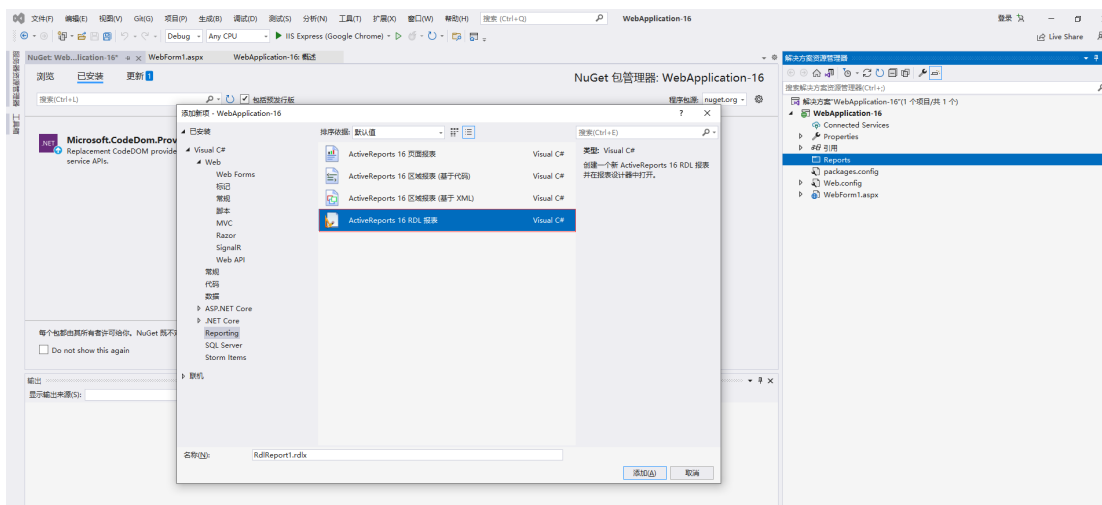 文件(F) 编辑(E) 视图(V) Git(G) 项目(P) 生成(B) 调试(D) 测试(S) 分析(N) 工具(T) 扩展(X) 窗口(W) 帮助(H) 搜索 (Ctrl+Q) WebApplication-16 登录
Debug Any CPU IIS Express (Google Chrome) Live Share
NuGet: Web...lication-16* WebForm1.aspx WebApplication-16: 概述
浏览 已安装 更新 1 NuGet 包管理器: WebApplication-16
搜索(Ctrl+L) 包括预发行版 程序包源: nuget.org
Microsoft.CodeDom.Prov
Replacement CodeDOM provide
service APIs.
每个包都由其所有者许可给你。NuGet 既不
Do not show this again
输出
显示输出来源(S):
添加新项 - WebApplication-16
已安装
Visual C#
Web
Web Forms
标记
常规
脚本
MVC
Razor
SignalR
Web API
常规
代码
数据
ASP.NET Core
.NET Core
Reporting
SQL Server
Storm Items
联机
排序依据: 默认值
ActiveReports 16 页面报表 Visual C#
ActiveReports 16 区域报表 (基于代码) Visual C#
ActiveReports 16 区域报表 (基于 XML) Visual C#
ActiveReports 16 RDL 报表 Visual C#
搜索(Ctrl+E)
类型: Visual C#
创建一个新 ActiveReports 16 RDL 报表
并在报表设计器中打开。
名称(N): RdlReport1.rdlx
添加(A) 取消
解决方案资源管理器
搜索解决方案资源管理器(Ctrl+;)
解决方案"WebApplication-16"(1 个项目/共 1 个)
WebApplication-16
Connected Services
Properties
引用
Reports
packages.config
Web.config
WebForm1.aspx